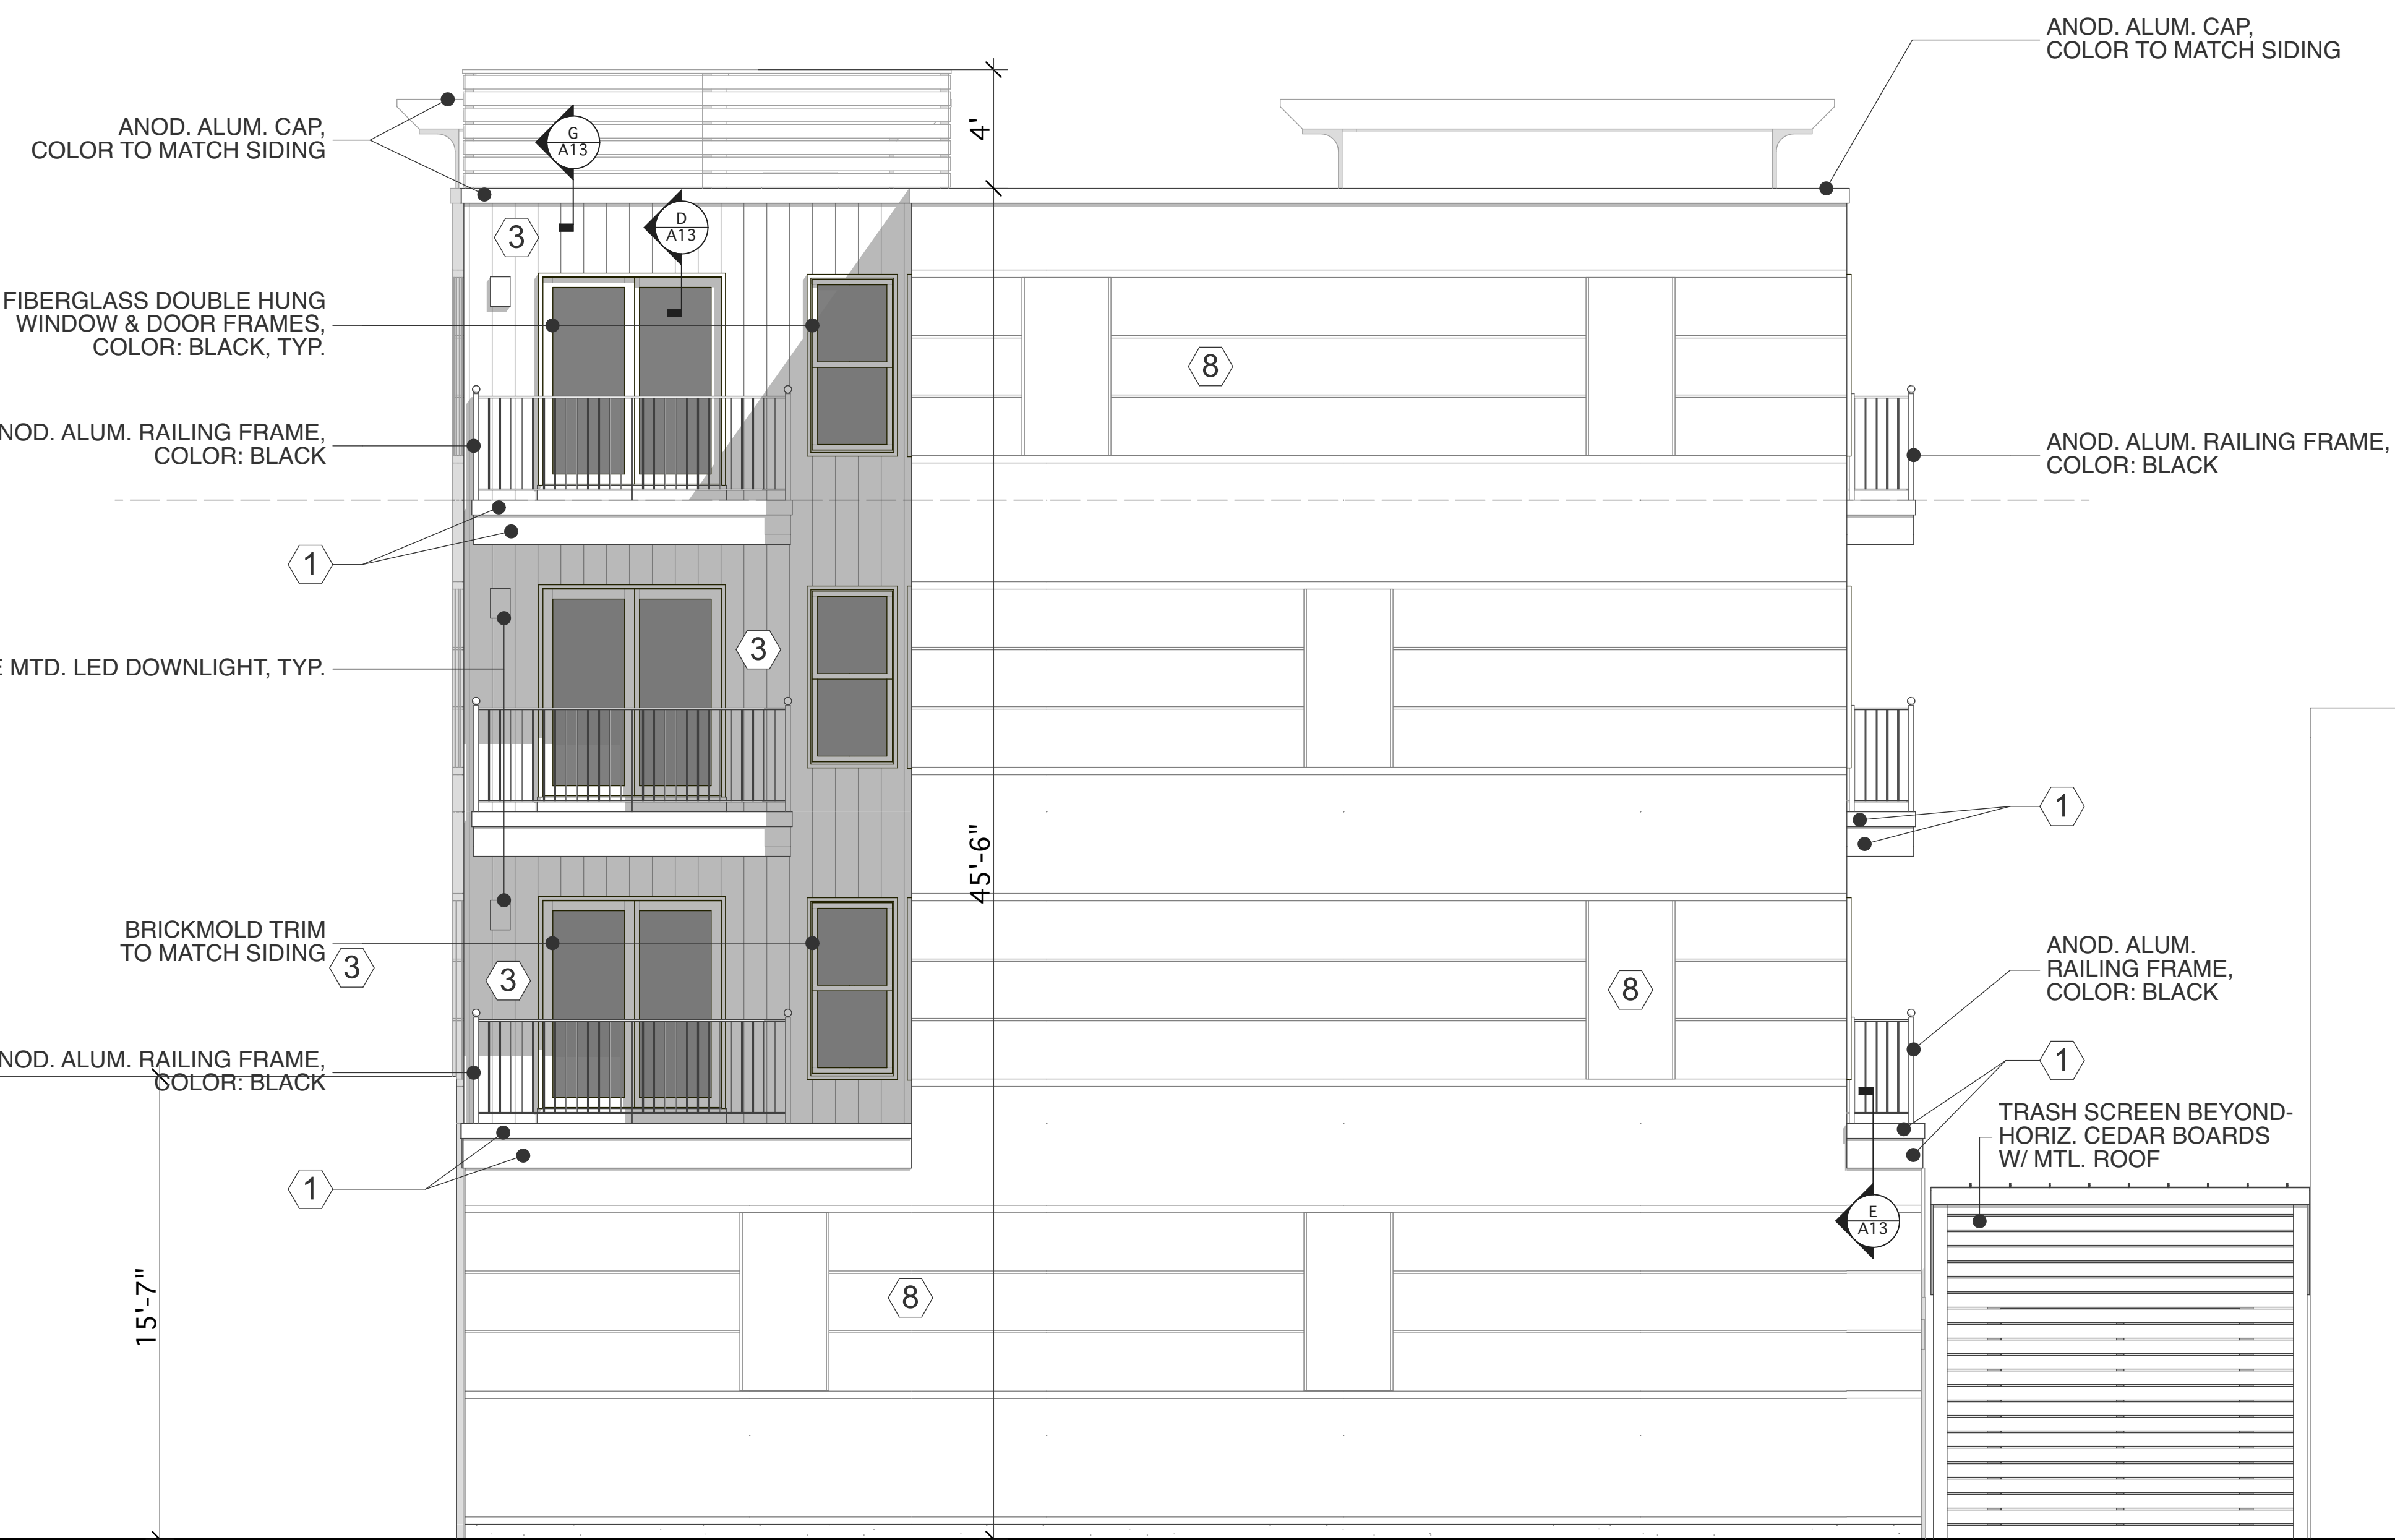 ANOD. ALUM. CAP,
COLOR TO MATCH SIDING
4'
ANOD. ALUM. CAP,
COLOR TO MATCH SIDING
G
A13
D
A13
3
FIBERGLASS DOUBLE HUNG
WINDOW & DOOR FRAMES,
COLOR: BLACK, TYP.
8
ALUM. RAILING FRAME,
COLOR: BLACK
ANOD. ALUM. RAILING FRAME,
COLOR: BLACK
1
3
MTD. LED DOWNLIGHT, TYP.
1
45'-6"
BRICKMOLD TRIM
TO MATCH SIDING
3
3
8
ANOD. ALUM.
RAILING FRAME,
COLOR: BLACK
ALUM. RAILING FRAME,
COLOR: BLACK
1
TRASH SCREEN BEYOND-
HORIZ. CEDAR BOARDS
W/ MTL. ROOF
1
E
A13
8
15'-7"